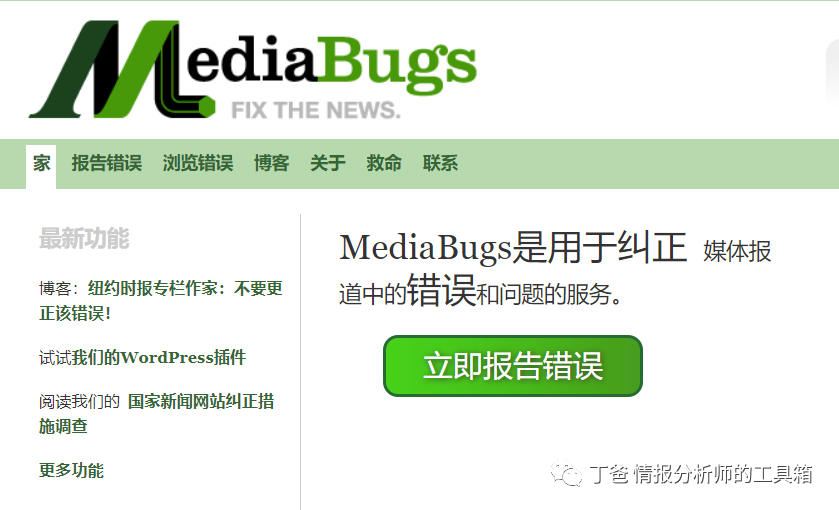 MediaBugs
FIX THE NEWS.
家 报告错误 浏览错误 博客 关于 救命 联系
最新功能
博客：纽约时报专栏作家：不要更
正该错误！
试试我们的WordPress插件
阅读我们的 国家新闻网站纠正措
施调查
更多功能
MediaBugs是用于纠正 媒体报
道中的错误和问题的服务。
立即报告错误
丁爸 情报分析师的工具箱